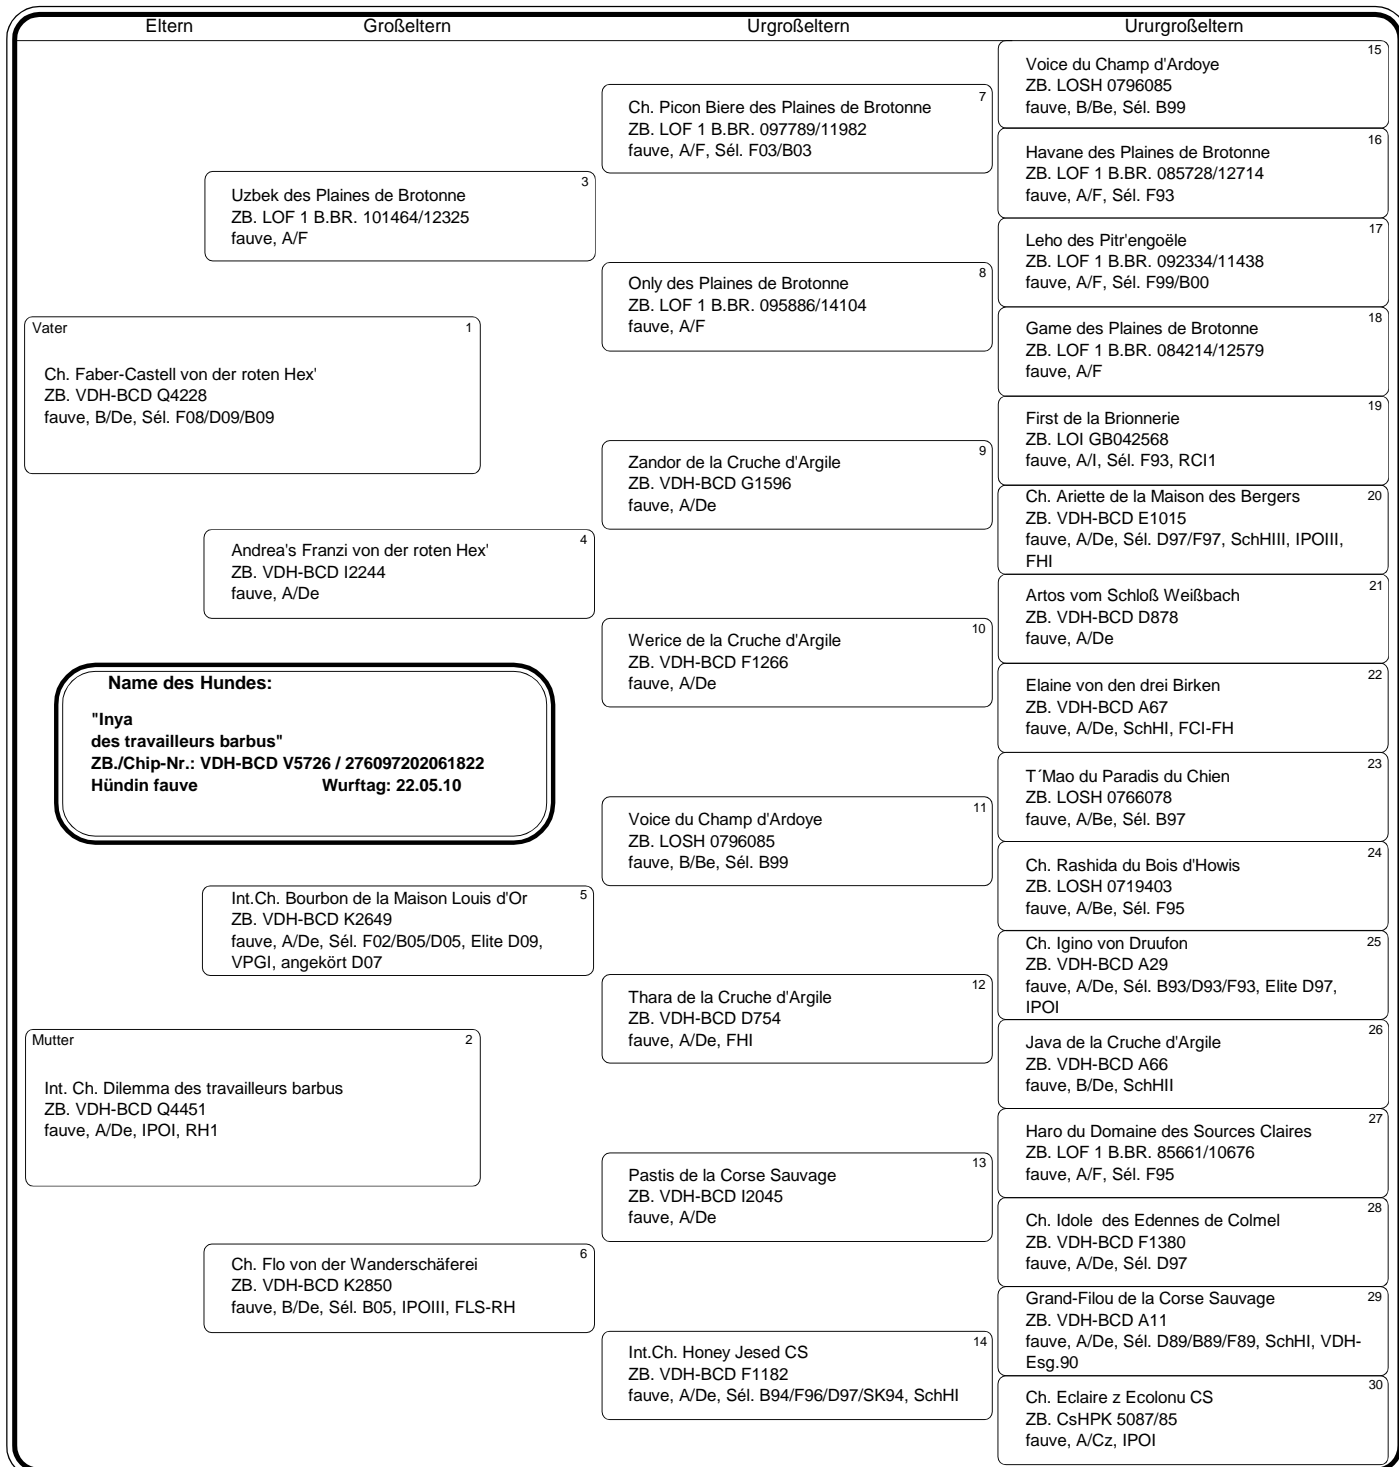 Eltern Großeltern Urgroßeltern Ururgroßeltern
Vater 1
Ch. Faber-Castell von der roten Hex'
ZB. VDH-BCD Q4228
fauve, B/De, Sél. F08/D09/B09
Mutter 2
Int. Ch. Dilemma des travailleurs barbus
ZB. VDH-BCD Q4451
fauve, A/De, IPOI, RH1
Name des Hundes:
"Inya
des travailleurs barbus"
ZB./Chip-Nr.: VDH-BCD V5726 / 276097202061822
Hündin fauve Wurftag: 22.05.10
3
Uzbek des Plaines de Brotonne
ZB. LOF 1 B.BR. 101464/12325
fauve, A/F
4
Andrea's Franzi von der roten Hex'
ZB. VDH-BCD I2244
fauve, A/De
5
Int.Ch. Bourbon de la Maison Louis d'Or
ZB. VDH-BCD K2649
fauve, A/De, Sél. F02/B05/D05, Elite D09,
VPGI, angekört D07
6
Ch. Flo von der Wanderschäferei
ZB. VDH-BCD K2850
fauve, B/De, Sél. B05, IPOIII, FLS-RH
7
Ch. Picon Biere des Plaines de Brotonne
ZB. LOF 1 B.BR. 097789/11982
fauve, A/F, Sél. F03/B03
8
Only des Plaines de Brotonne
ZB. LOF 1 B.BR. 095886/14104
fauve, A/F
9
Zandor de la Cruche d'Argile
ZB. VDH-BCD G1596
fauve, A/De
10
Werice de la Cruche d'Argile
ZB. VDH-BCD F1266
fauve, A/De
11
Voice du Champ d'Ardoye
ZB. LOSH 0796085
fauve, B/Be, Sél. B99
12
Thara de la Cruche d'Argile
ZB. VDH-BCD D754
fauve, A/De, FHI
13
Pastis de la Corse Sauvage
ZB. VDH-BCD I2045
fauve, A/De
14
Int.Ch. Honey Jesed CS
ZB. VDH-BCD F1182
fauve, A/De, Sél. B94/F96/D97/SK94, SchHI
15
Voice du Champ d'Ardoye
ZB. LOSH 0796085
fauve, B/Be, Sél. B99
16
Havane des Plaines de Brotonne
ZB. LOF 1 B.BR. 085728/12714
fauve, A/F, Sél. F93
17
Leho des Pitr'engoële
ZB. LOF 1 B.BR. 092334/11438
fauve, A/F, Sél. F99/B00
18
Game des Plaines de Brotonne
ZB. LOF 1 B.BR. 084214/12579
fauve, A/F
19
First de la Brionnerie
ZB. LOI GB042568
fauve, A/I, Sél. F93, RCI1
Ch. Ariette de la Maison des Bergers 20
ZB. VDH-BCD E1015
fauve, A/De, Sél. D97/F97, SchHIII, IPOIII,
FHI
21
Artos vom Schloß Weißbach
ZB. VDH-BCD D878
fauve, A/De
22
Elaine von den drei Birken
ZB. VDH-BCD A67
fauve, A/De, SchHI, FCI-FH
23
T´Mao du Paradis du Chien
ZB. LOSH 0766078
fauve, A/Be, Sél. B97
24
Ch. Rashida du Bois d'Howis
ZB. LOSH 0719403
fauve, A/Be, Sél. F95
Ch. Igino von Druufon 25
ZB. VDH-BCD A29
fauve, A/De, Sél. B93/D93/F93, Elite D97,
IPOI
26
Java de la Cruche d'Argile
ZB. VDH-BCD A66
fauve, B/De, SchHII
27
Haro du Domaine des Sources Claires
ZB. LOF 1 B.BR. 85661/10676
fauve, A/F, Sél. F95
28
Ch. Idole des Edennes de Colmel
ZB. VDH-BCD F1380
fauve, A/De, Sél. D97
Grand-Filou de la Corse Sauvage 29
ZB. VDH-BCD A11
fauve, A/De, Sél. D89/B89/F89, SchHI, VDH-
Esg.90
30
Ch. Eclaire z Ecolonu CS
ZB. CsHPK 5087/85
fauve, A/Cz, IPOI